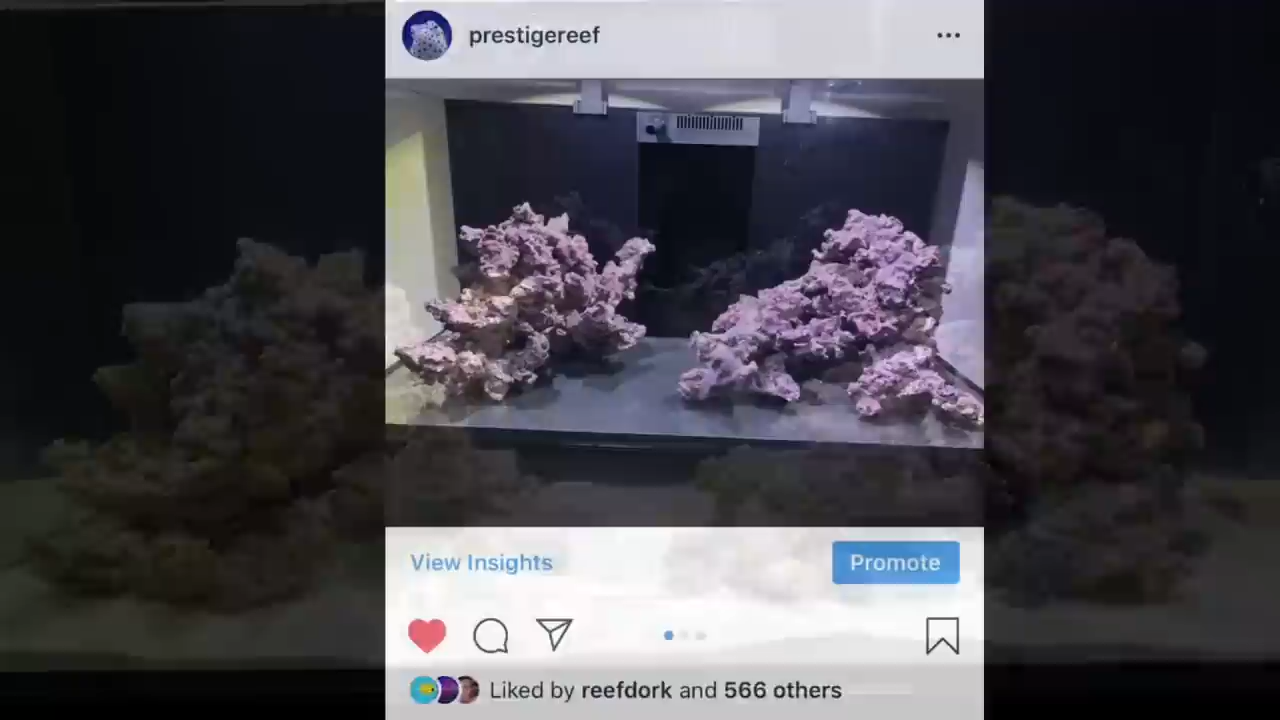 prestigereef
View Insights
Promote
Liked by reefdork and 566 others